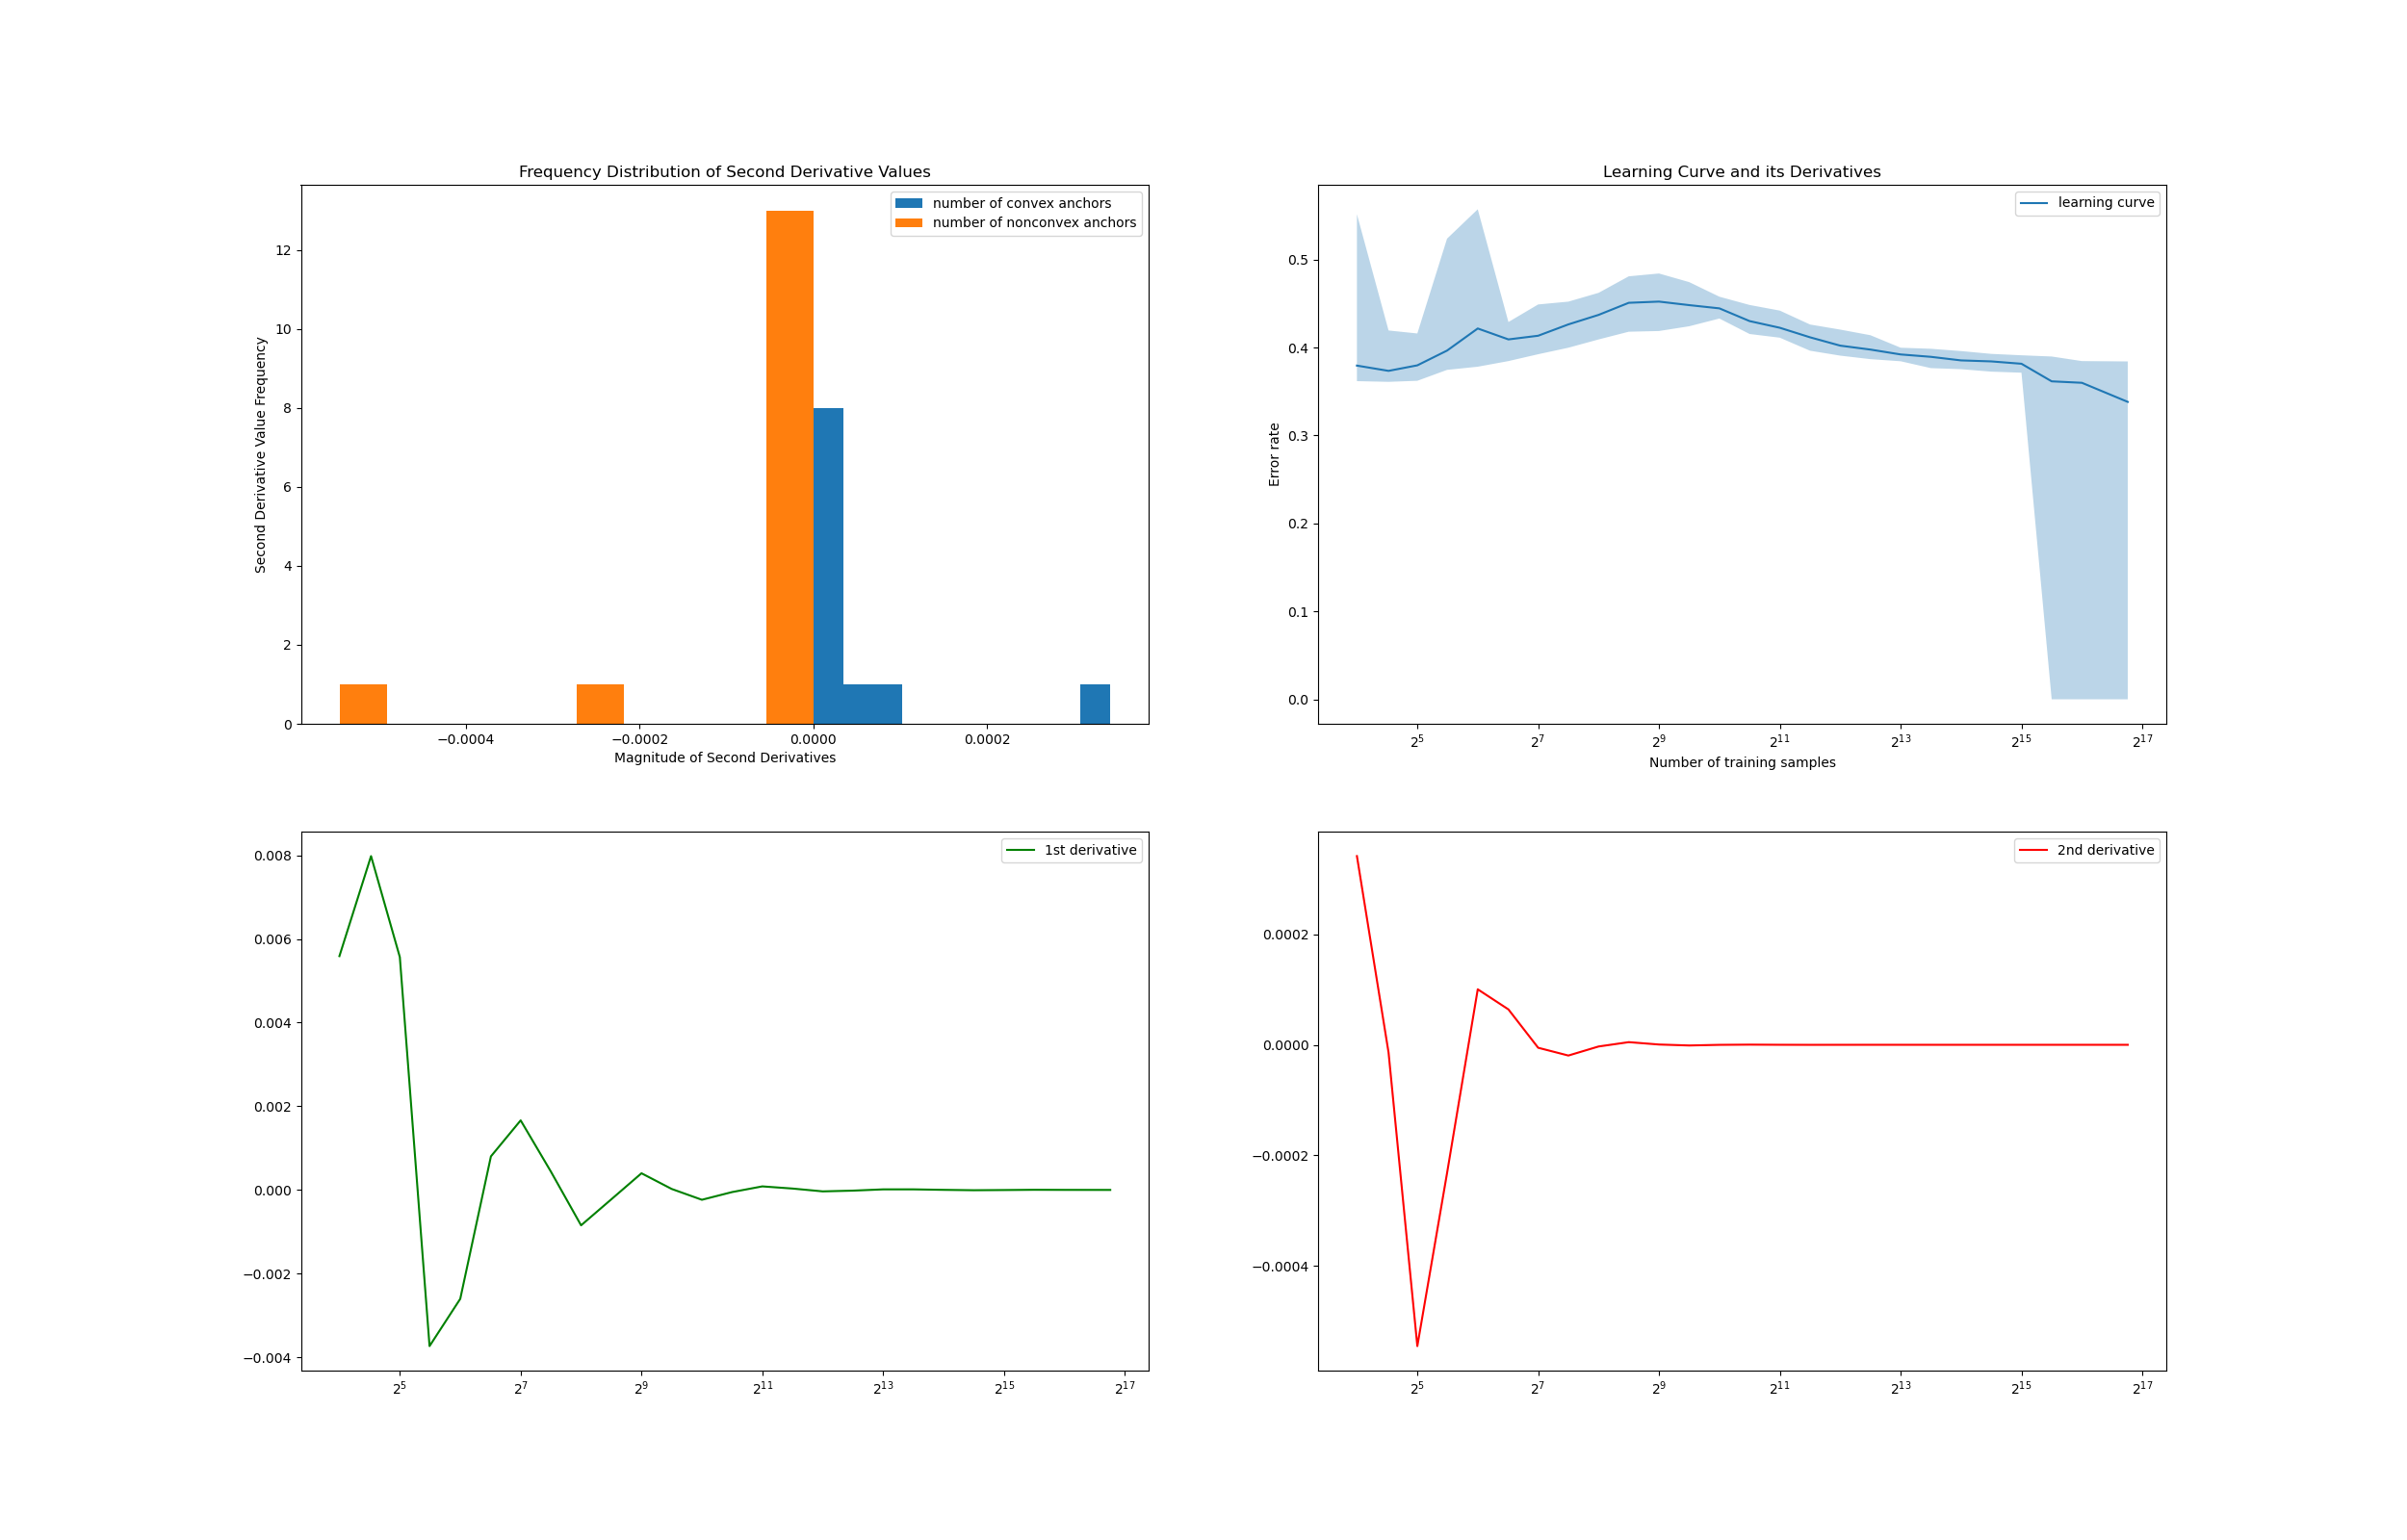 Frequency Distribution of Second Derivative Values
number of convex anchors
number of nonconvex anchors
Second Derivative Value Frequency
12
10
8
6
4
2
0
−0.0004 −0.0002 0.0000 0.0002
Magnitude of Second Derivatives
Learning Curve and its Derivatives
learning curve
Error rate
0.5
0.4
0.3
0.2
0.1
0.0
2⁵ 2⁷ 2⁹ 2¹¹ 2¹³ 2¹⁵ 2¹⁷
Number of training samples
1st derivative
0.008
0.006
0.004
0.002
0.000
−0.002
−0.004
2⁵ 2⁷ 2⁹ 2¹¹ 2¹³ 2¹⁵ 2¹⁷
2nd derivative
0.0002
0.0000
−0.0002
−0.0004
2⁵ 2⁷ 2⁹ 2¹¹ 2¹³ 2¹⁵ 2¹⁷